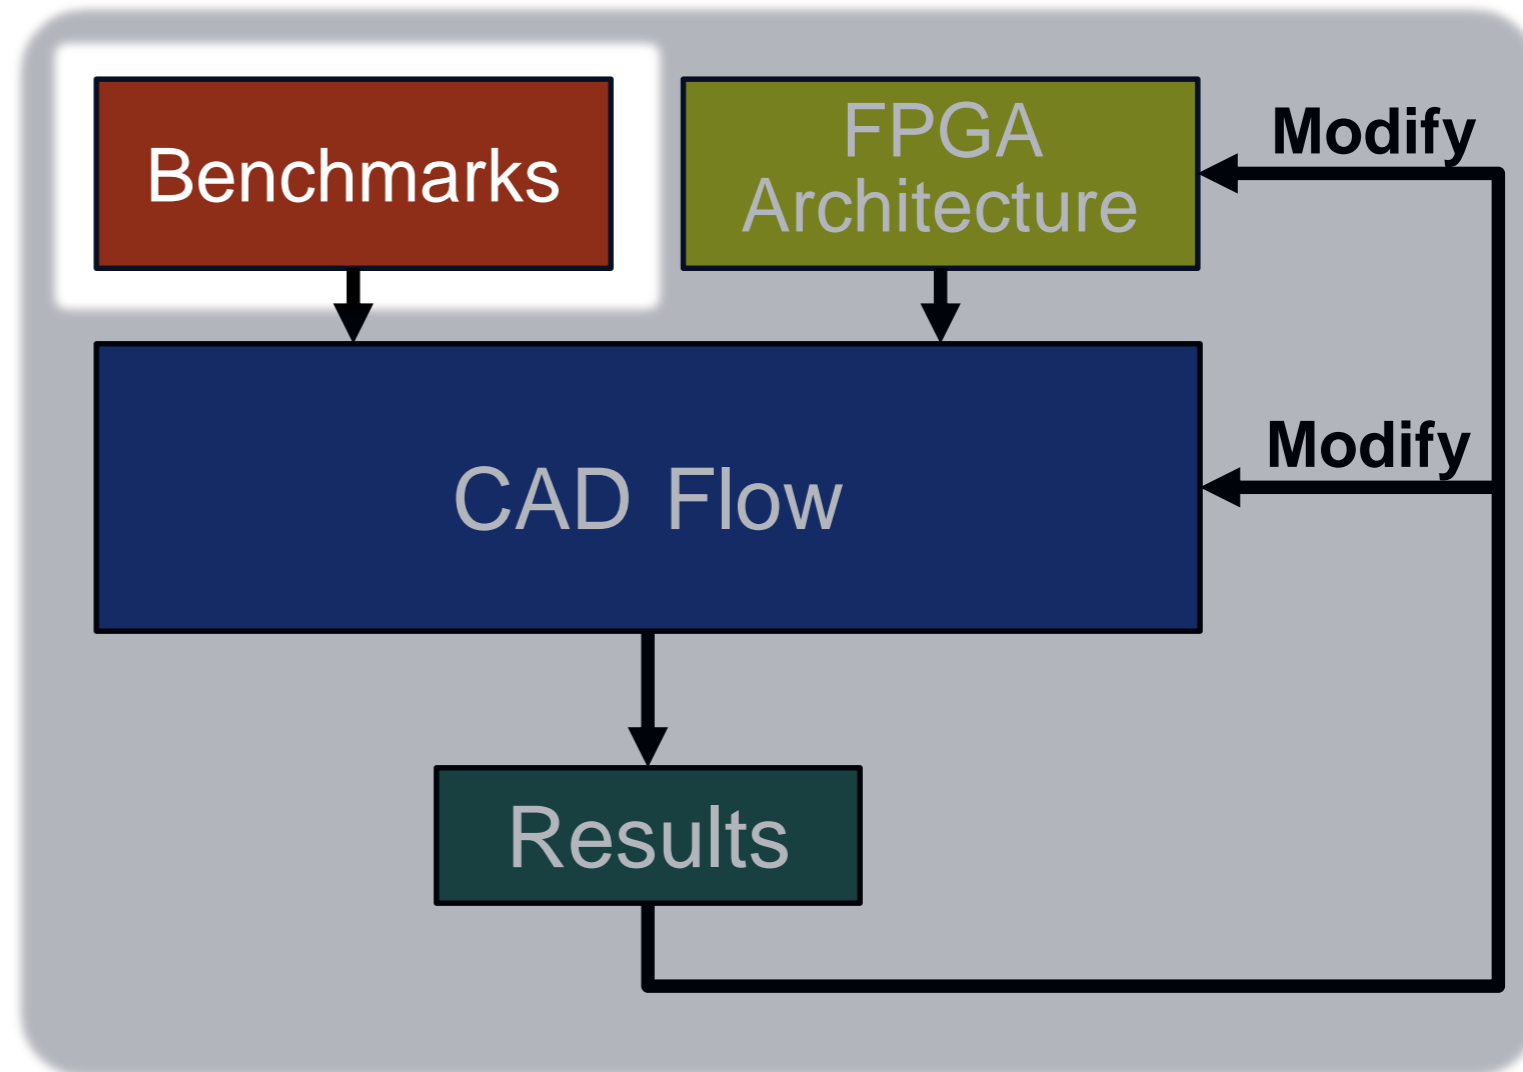 Benchmarks
FPGA
Architecture
Modify
Modify
CAD Flow
Results